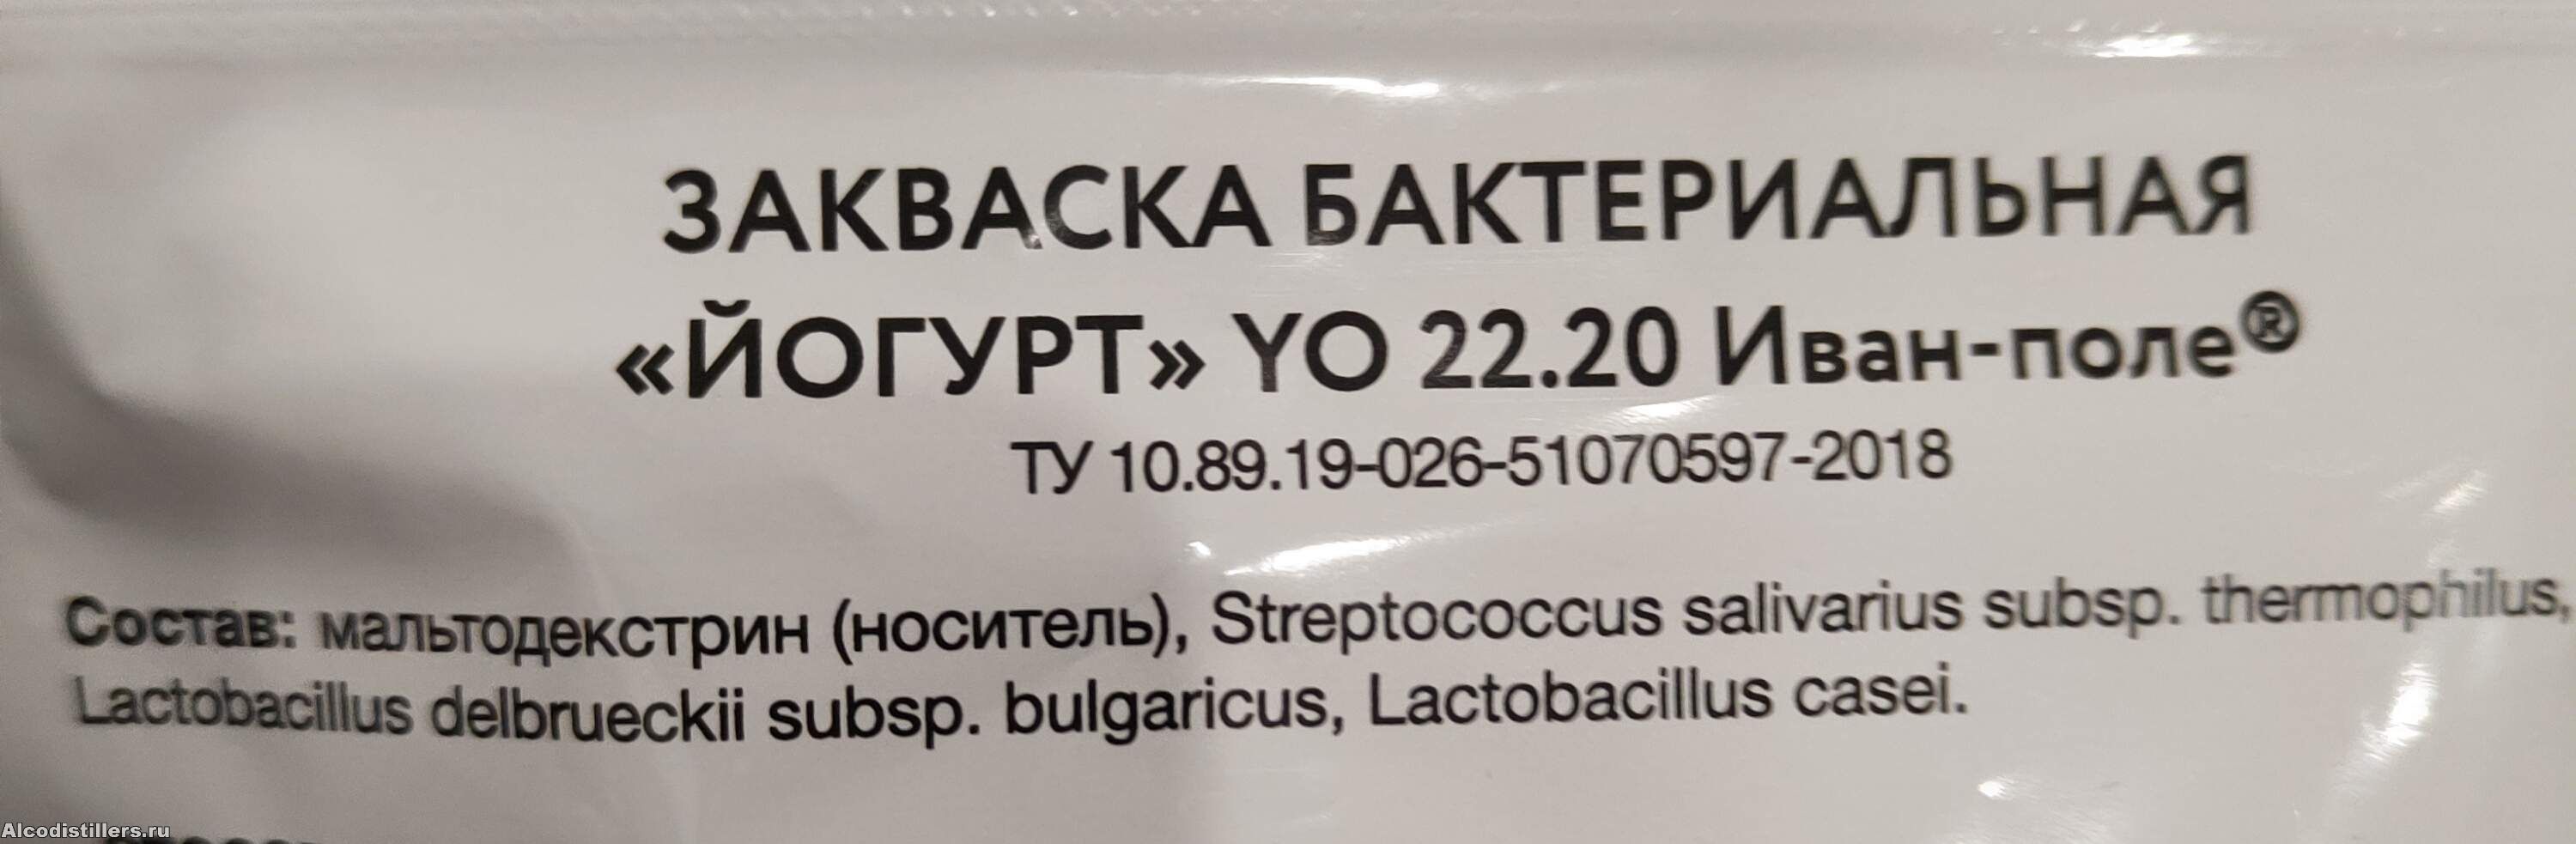 ЗАКВАСКА БАКТЕРИАЛЬНАЯ
«ЙОГУРТ» YO 22.20 Иван-поле®
ТУ 10.89.19-026-51070597-2018
Состав: мальтодекстрин (носитель), Streptococcus salivarius subsp. thermophilus,
Lactobacillus delbrueckii subsp. bulgaricus, Lactobacillus casei.
Alcodistillers.ru